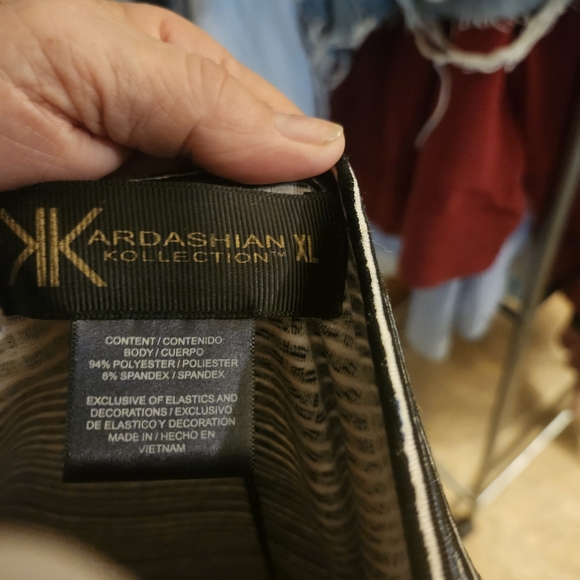 KKARDASHIAN XL
KOLLECTION™
CONTENT / CONTENIDO
BODY / CUERPO
94% POLYESTER / POLIESTER
6% SPANDEX / SPANDEX
EXCLUSIVE OF ELASTICS AND
DECORATIONS / EXCLUSIVO
DE ELASTICO Y DECORATION
MADE IN / HECHO EN
VIETNAM